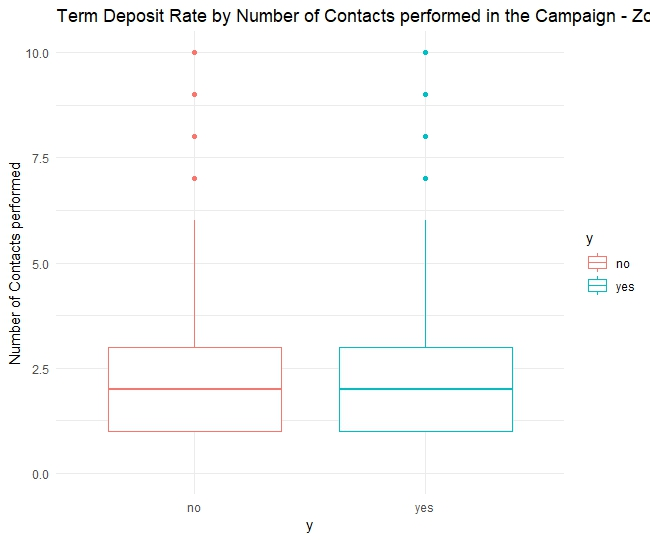 Term Deposit Rate by Number of Contacts performed in the Campaign -
10.0
7.5
5.0
2.5
0.0
Number of Contacts performed
no
yes
y
y
no
yes